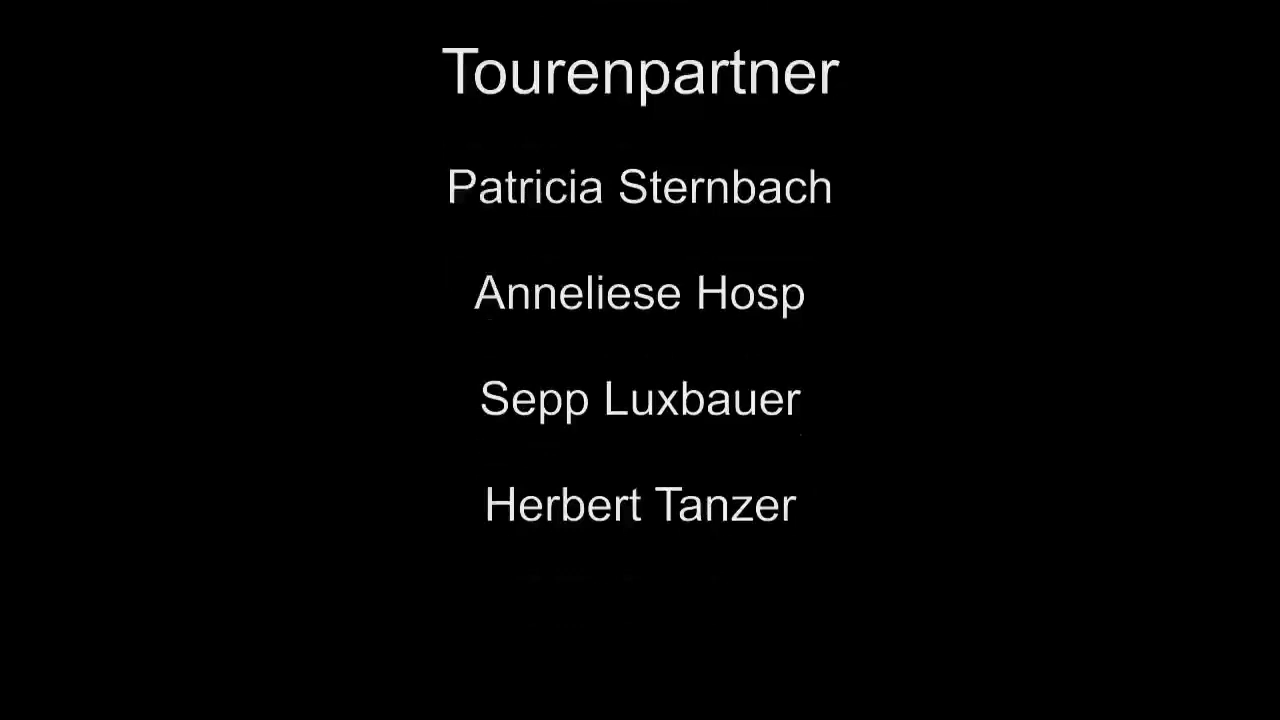 Tourenpartner
Patricia Sternbach
Anneliese Hosp
Sepp Luxbauer
Herbert Tanzer